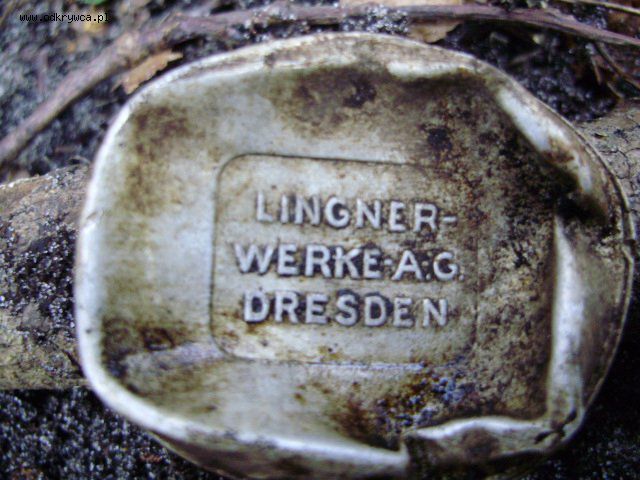 www.odkrywca.pl
LINGNER-
WERKE·A·G.
DRESDEN